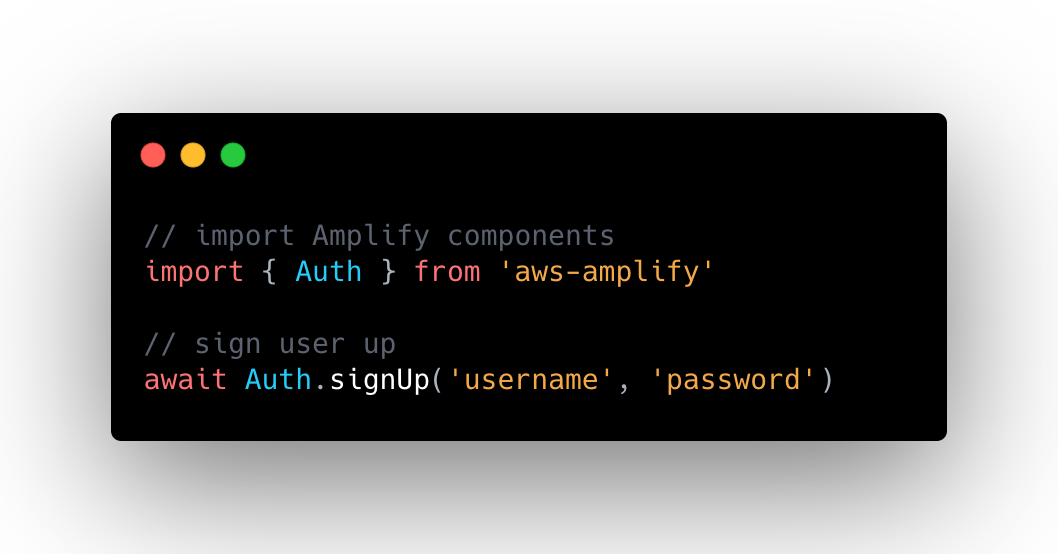 // import Amplify components
import { Auth } from 'aws-amplify'
// sign user up
await Auth.signUp('username', 'password')